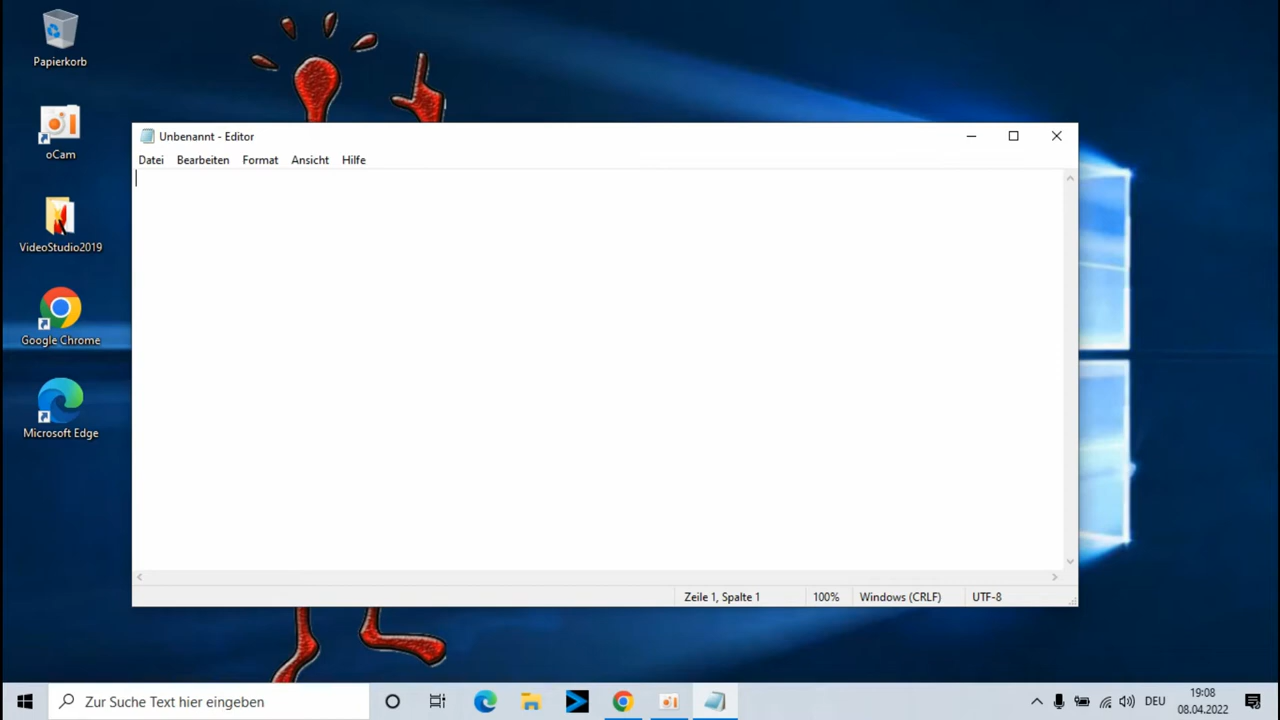 Papierkorb
oCam
VideoStudio2019
Google Chrome
Microsoft Edge
Unbenannt - Editor
Datei Bearbeiten Format Ansicht Hilfe
Zeile 1, Spalte 1 100% Windows (CRLF) UTF-8
Zur Suche Text hier eingeben
DEU
19:08
08.04.2022